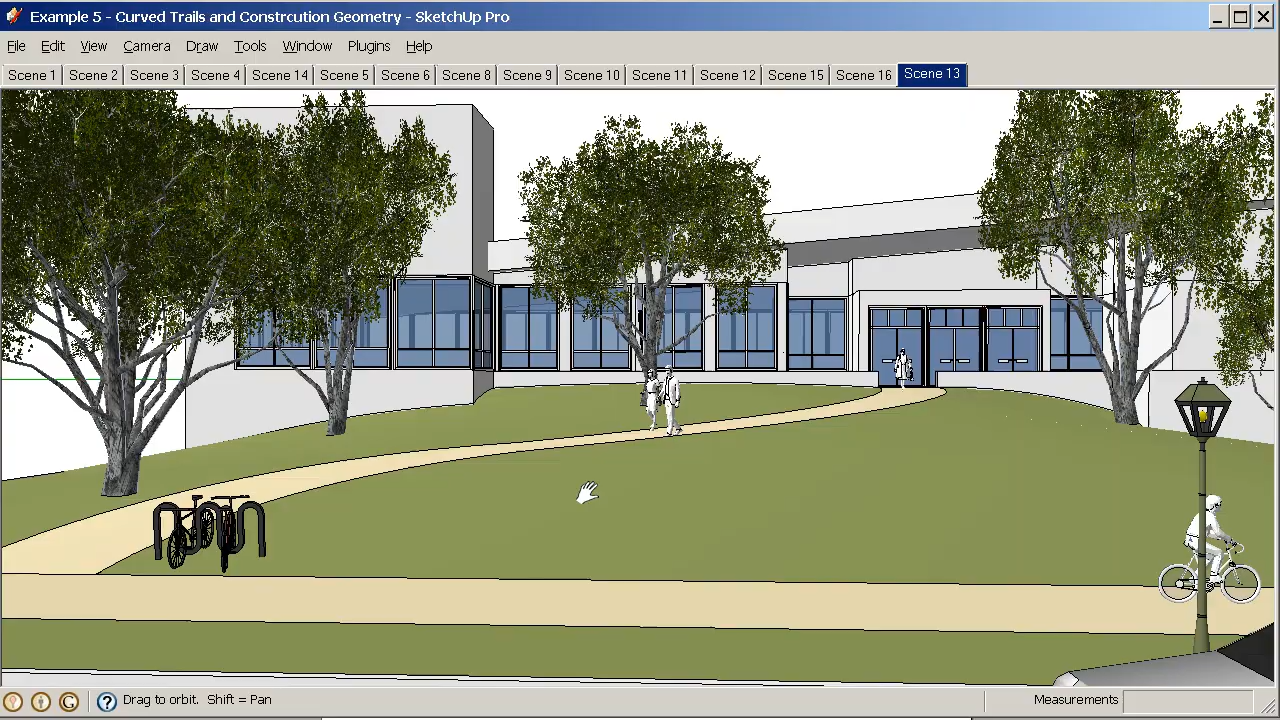 Example 5 - Curved Trails and Constrcution Geometry - SketchUp Pro
File Edit View Camera Draw Tools Window Plugins Help
Scene 1 Scene 2 Scene 3 Scene 4 Scene 14 Scene 5 Scene 6 Scene 8 Scene 9 Scene 10 Scene 11 Scene 12 Scene 15 Scene 16 Scene 13
G ? Drag to orbit. Shift = Pan Measurements